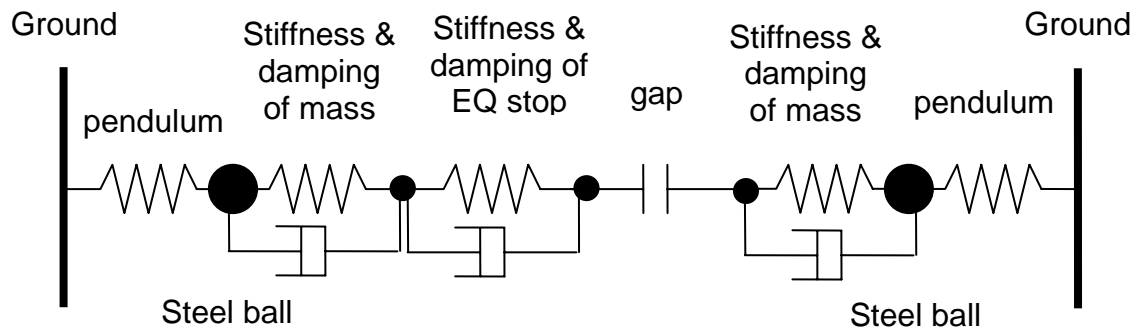 Ground
pendulum
Stiffness &
damping
of mass
Stiffness &
damping of
EQ stop
gap
Stiffness &
damping
of mass
pendulum
Ground
Steel ball
Steel ball